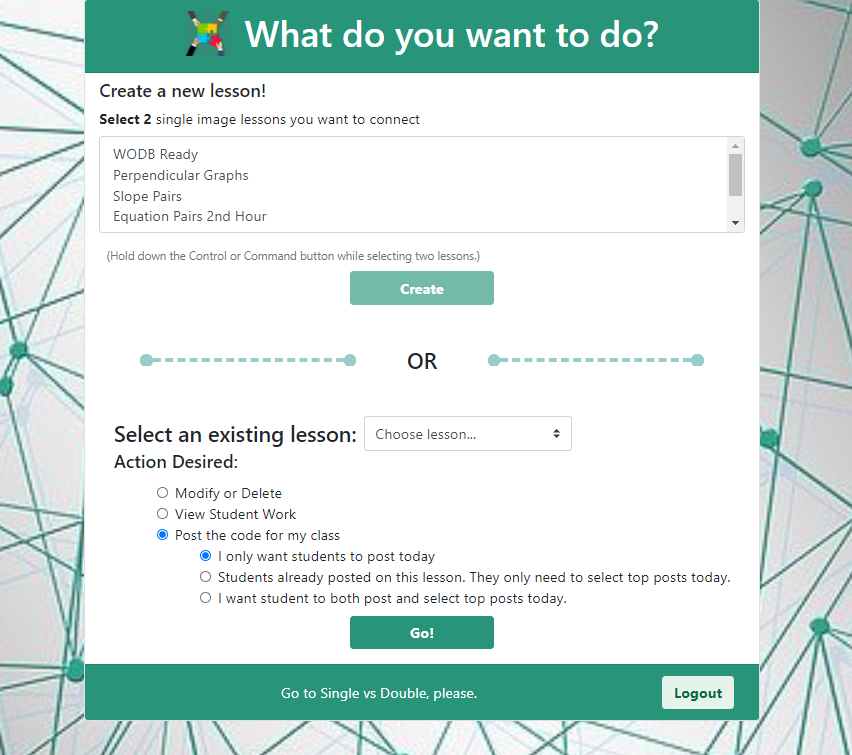 What do you want to do?
Create a new lesson!
Select 2 single image lessons you want to connect
WODB Ready
Perpendicular Graphs
Slope Pairs
Equation Pairs 2nd Hour
(Hold down the Control or Command button while selecting two lessons.)
Create
OR
Select an existing lesson: Choose lesson...
Action Desired:
Modify or Delete
View Student Work
Post the code for my class
I only want students to post today
Students already posted on this lesson. They only need to select top posts today.
I want student to both post and select top posts today.
Go!
Go to Single vs Double, please. Logout